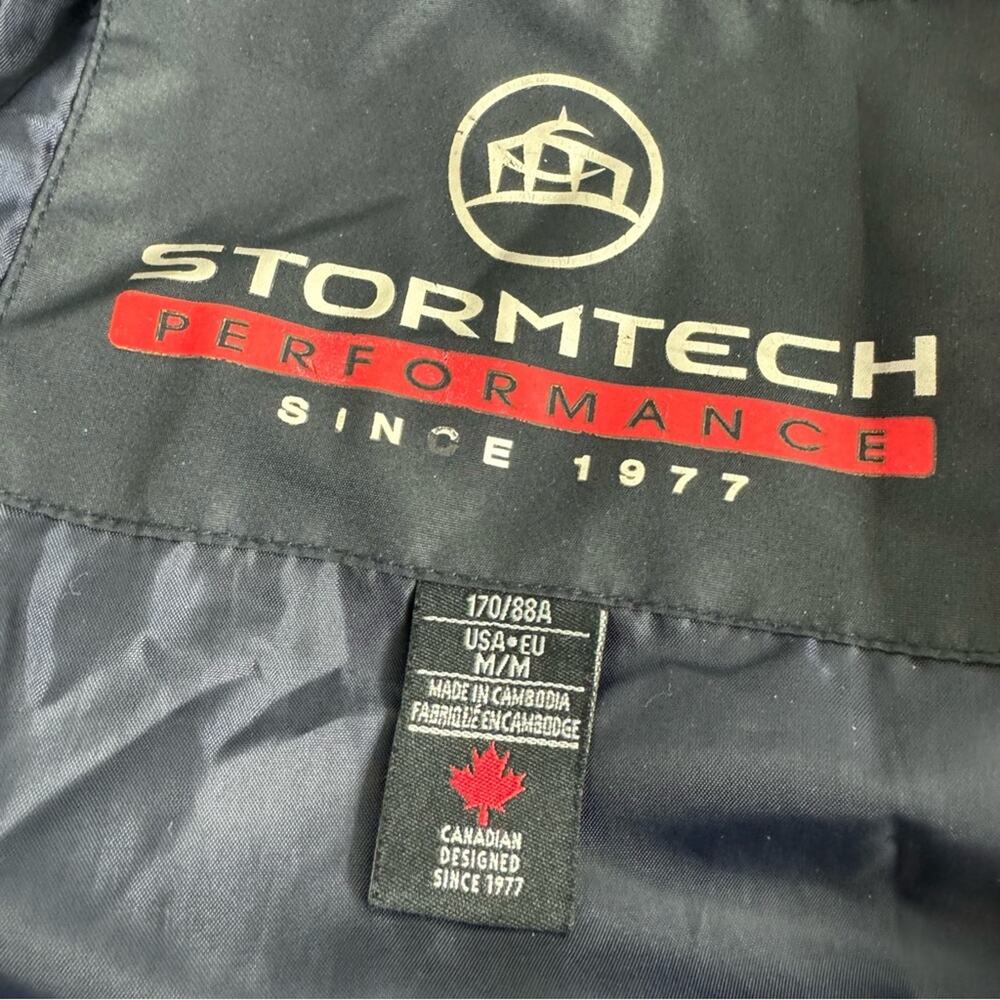 STORMTECH
PERFORMANCE
SINCE 1977
170/88A
USA•EU
M/M
MADE IN CAMBODIA
FABRIQUÉ EN CAMBODGE
CANADIAN
DESIGNED
SINCE 1977